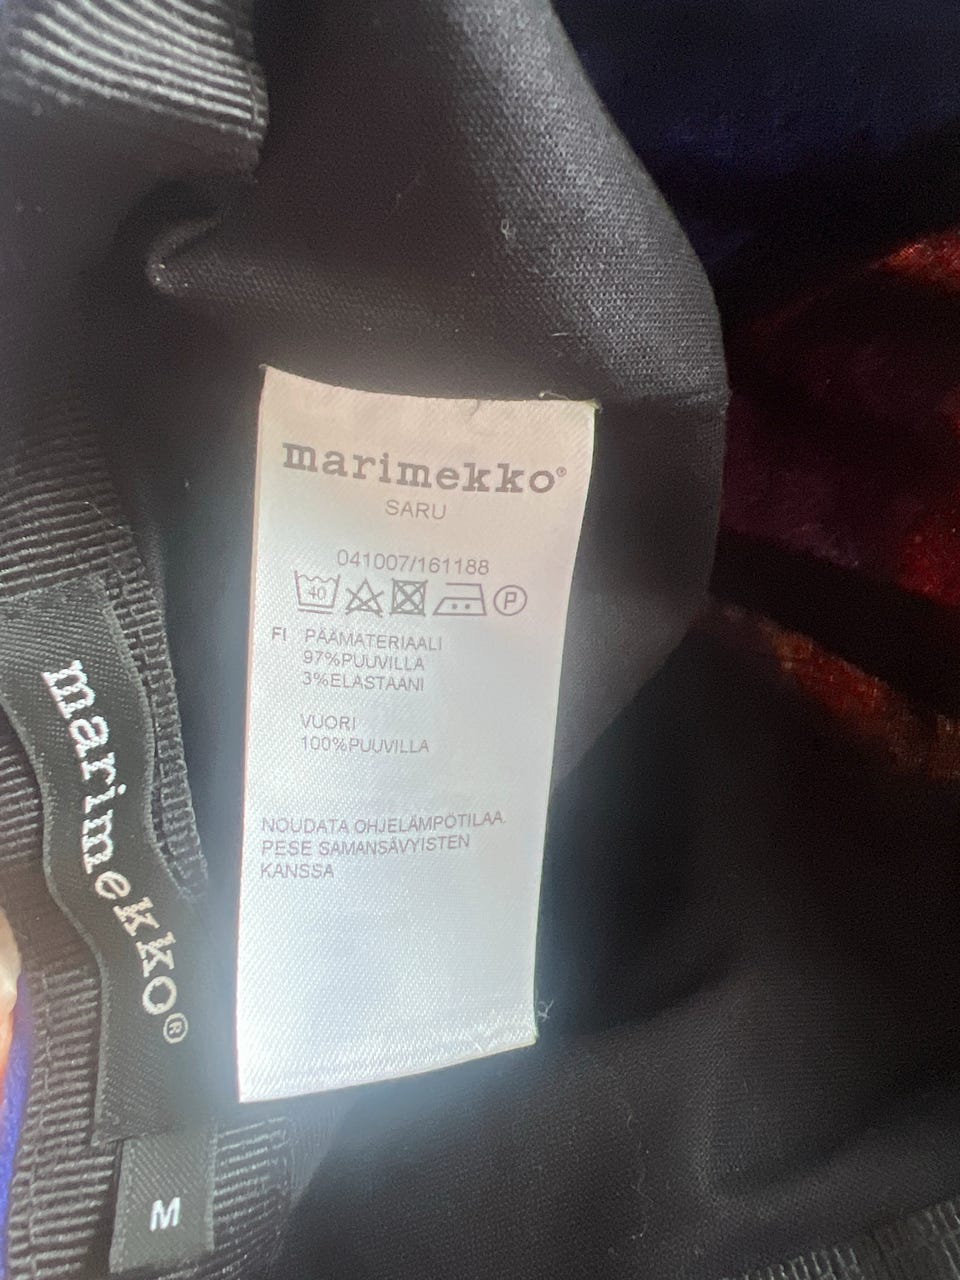 marimekko®
SARU
041007/161188
40 P
FI PÄÄMATERIAALI
97%PUUVILLA
3%ELASTAANI
VUORI
100%PUUVILLA
NOUDATA OHJELÄMPÖTILAA.
PESE SAMANSÄVYISTEN
KANSSA
marimekko®
M